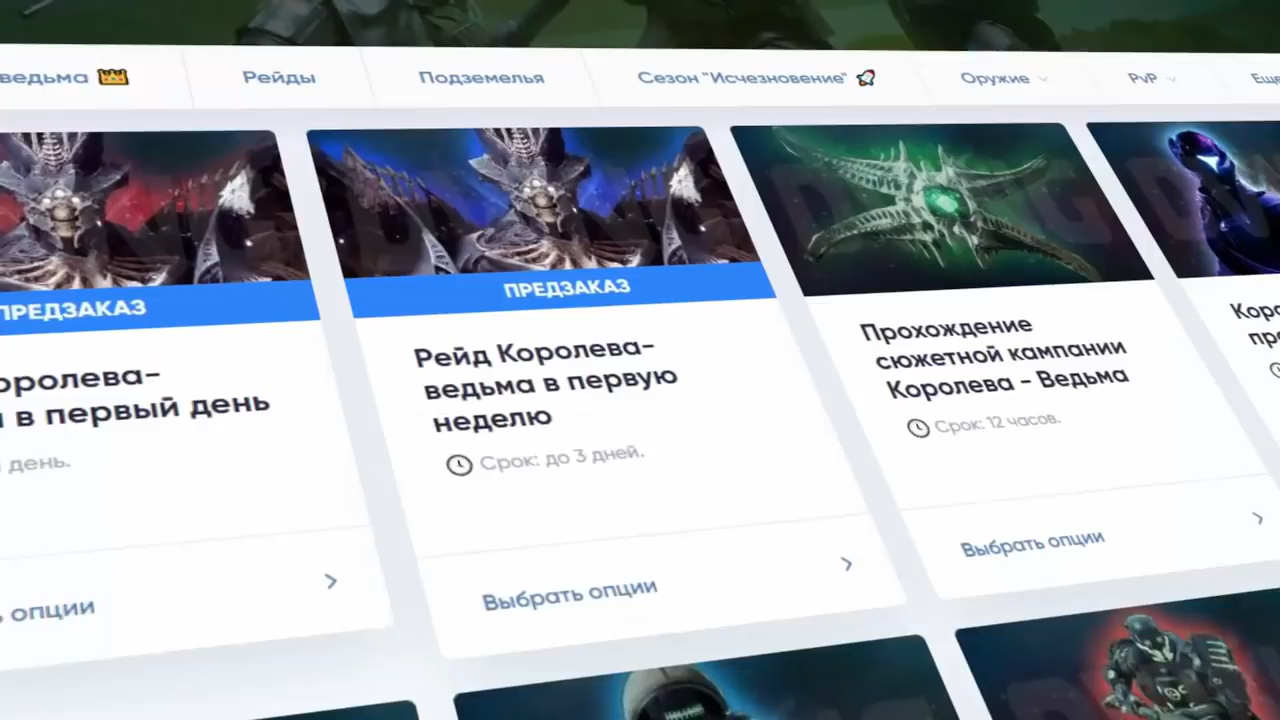 ведьма
Рейды
Подземелья
Сезон "Исчезновение"
Оружие
PvP
Еще
ПРЕДЗАКАЗ
оролева-
в первый день
день.
опции
ПРЕДЗАКАЗ
Рейд Королева-
ведьма в первую
неделю
Срок: до 3 дней.
Выбрать опции
Прохождение
сюжетной кампании
Королева - Ведьма
Срок: 12 часов.
Выбрать опции